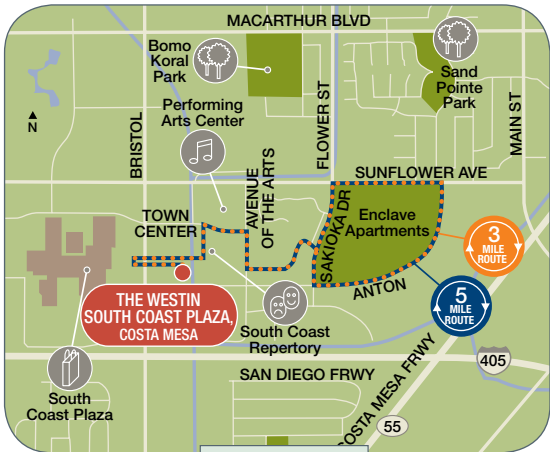 MACARTHUR BLVD
Bomo
Koral
Park
Sand
Pointe
Park
Performing
Arts Center
N
BRISTOL
FLOWER ST
MAIN ST
SUNFLOWER AVE
AVENUE
OF THE ARTS
TOWN
CENTER
SAKIOKA DR
Enclave
Apartments
3
MILE
ROUTE
ANTON
5
MILE
ROUTE
THE WESTIN
SOUTH COAST PLAZA,
COSTA MESA
South Coast
Repertory
405
SAN DIEGO FRWY
COSTA MESA FRWY
South
Coast Plaza
55